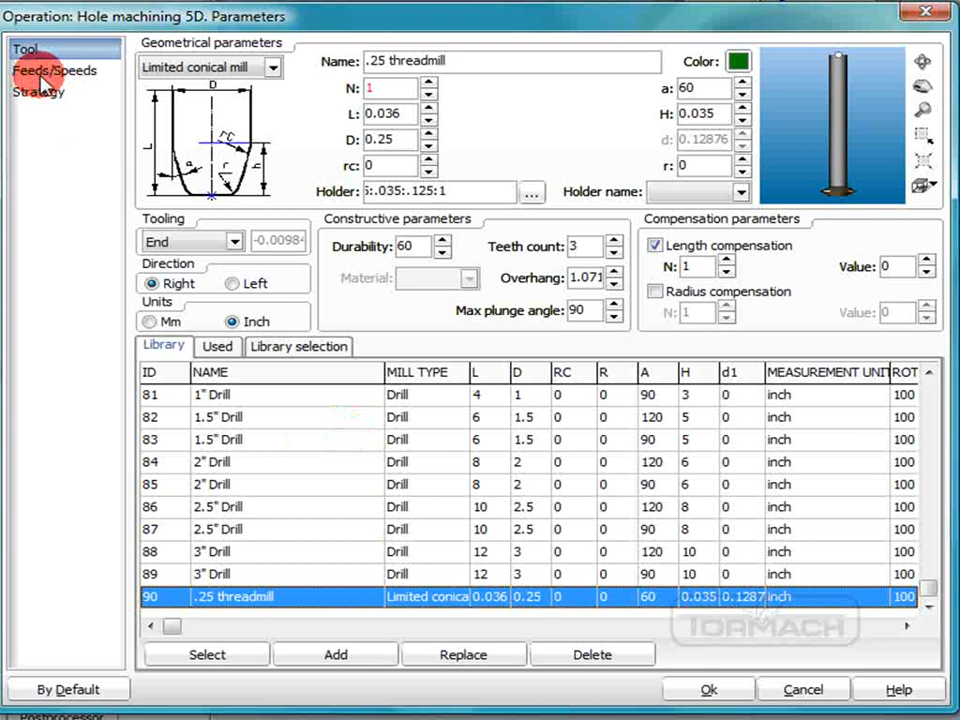 Operation: Hole machining 5D. Parameters
Tool
Feeds/Speeds
Strategy
Geometrical parameters
Limited conical mill
D
L
rc
r
a
h
Name: .25 threadmill
Color:
N: 1
a: 60
L: 0.036
H: 0.035
D: 0.25
d: 0.12876
rc: 0
r: 0
Holder: 5:.035:.125:1 ...
Holder name:
Tooling
End -0.00984
Direction
Right Left
Units
Mm Inch
Constructive parameters
Durability: 60 Teeth count: 3
Material: Overhang: 1.071
Max plunge angle: 90
Compensation parameters
Length compensation
N: 1 Value: 0
Radius compensation
N: 1 Value: 0
Library Used Library selection
ID NAME MILL TYPE L D RC R A H d1 MEASUREMENT UNIT ROT
81 1" Drill Drill 4 1 0 0 90 3 0 inch 100
82 1.5" Drill Drill 6 1.5 0 0 120 5 0 inch 100
83 1.5" Drill Drill 6 1.5 0 0 90 5 0 inch 100
84 2" Drill Drill 8 2 0 0 120 6 0 inch 100
85 2" Drill Drill 8 2 0 0 90 6 0 inch 100
86 2.5" Drill Drill 10 2.5 0 0 120 8 0 inch 100
87 2.5" Drill Drill 10 2.5 0 0 90 8 0 inch 100
88 3" Drill Drill 12 3 0 0 120 10 0 inch 100
89 3" Drill Drill 12 3 0 0 90 10 0 inch 100
90 .25 threadmill Limited conica 0.036 0.25 0 0 60 0.035 0.1287 inch 100
TORMACH
Select Add Replace Delete
By Default Ok Cancel Help
Postprocessor